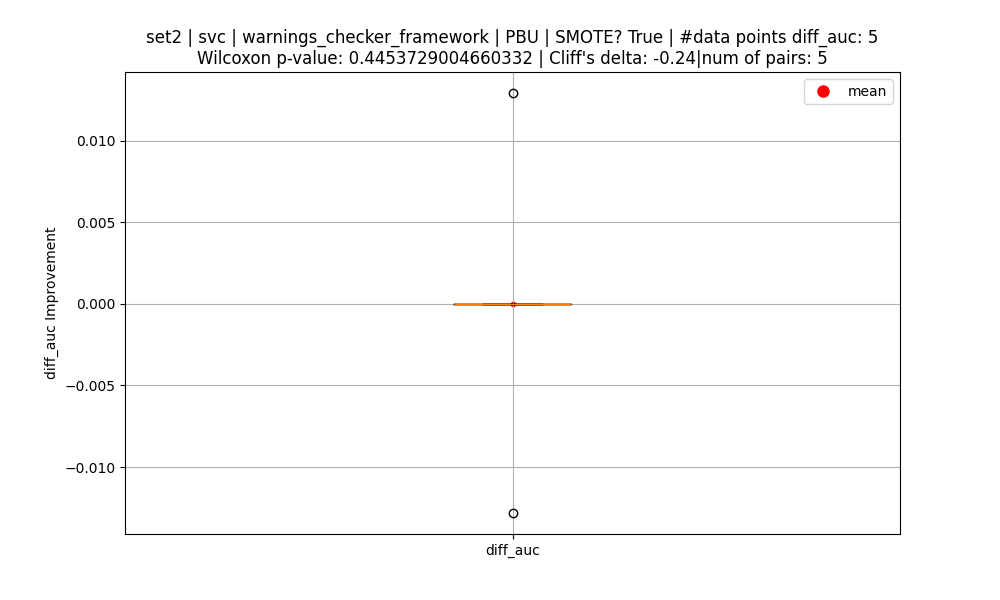 set2 | svc | warnings_checker_framework | PBU | SMOTE? True | #data points diff_auc: 5
Wilcoxon p-value: 0.4453729004660332 | Cliff's delta: -0.24|num of pairs: 5
mean
0.010
0.005
0.000
−0.005
−0.010
diff_auc Improvement
diff_auc